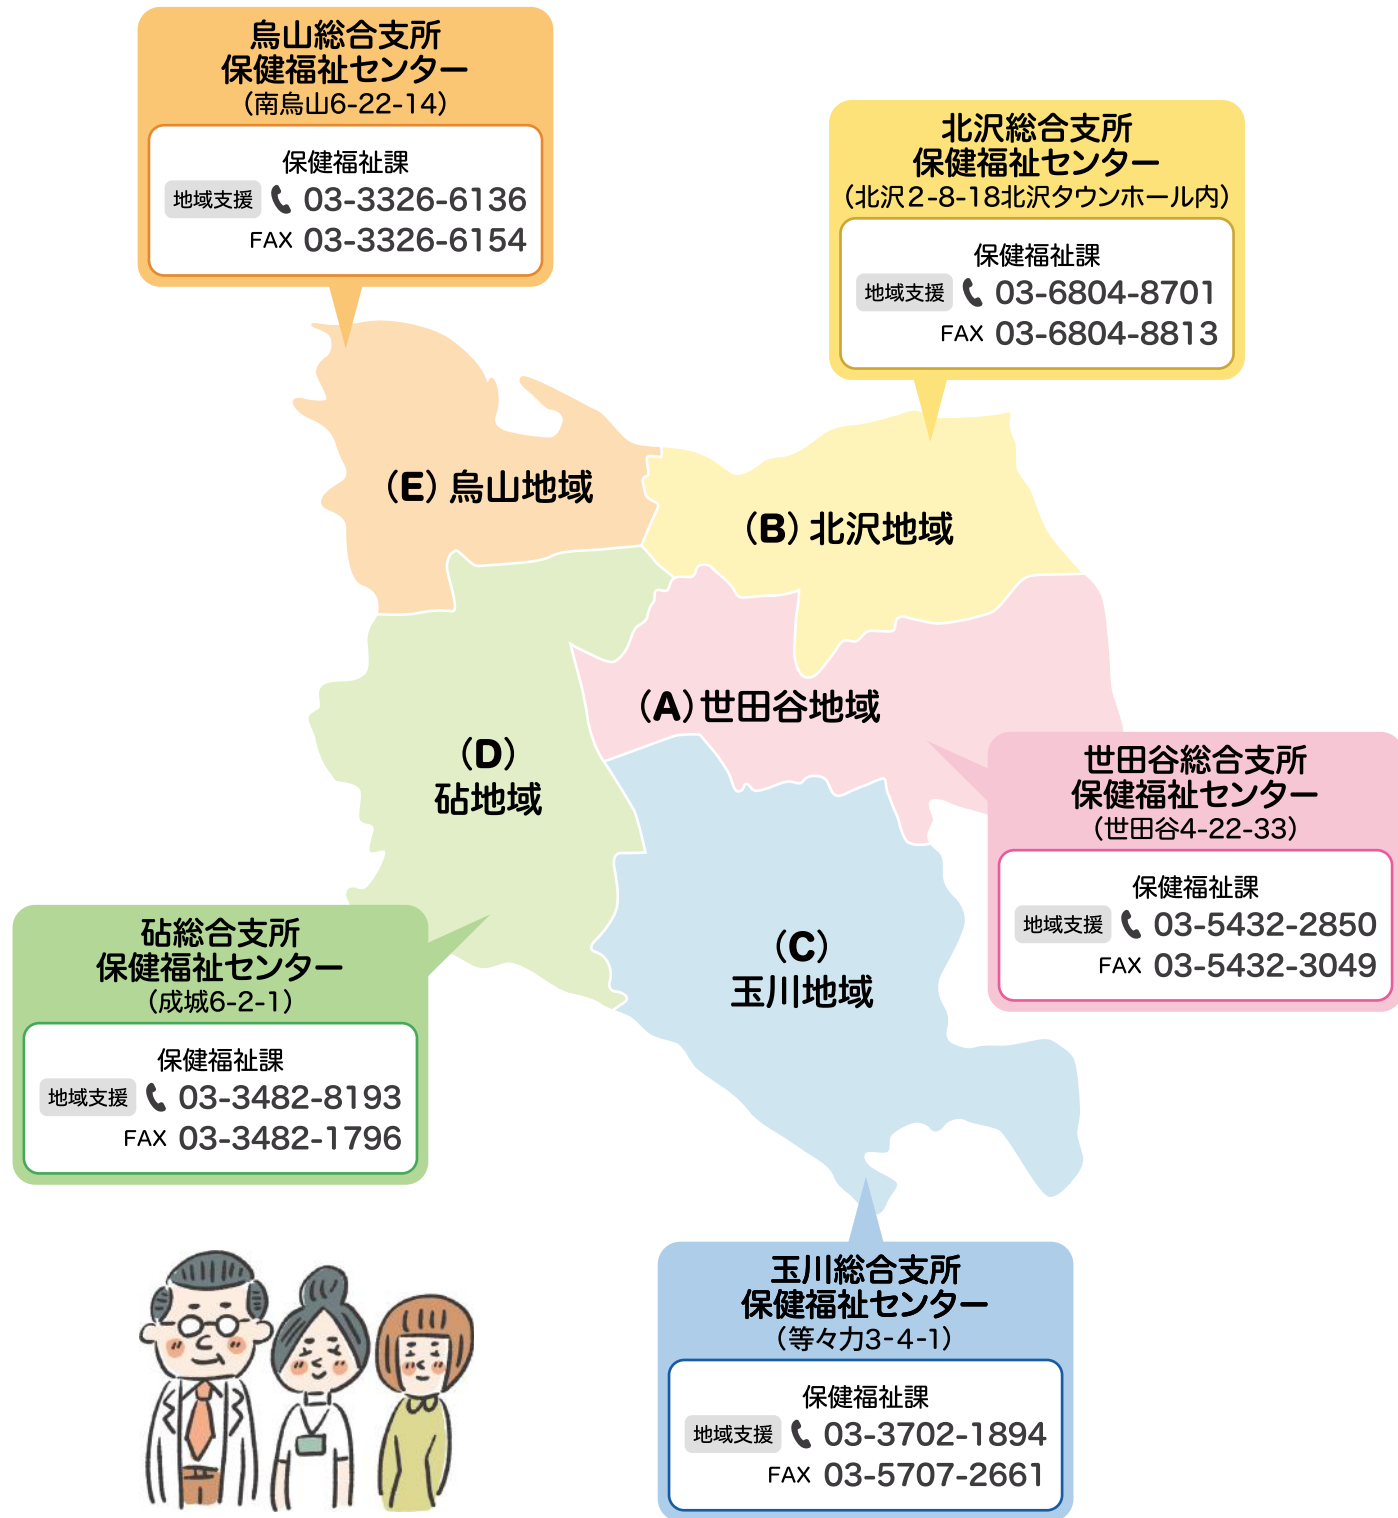 烏山総合支所
保健福祉センター
（南烏山6-22-14）
保健福祉課
地域支援 03-3326-6136
FAX 03-3326-6154
北沢総合支所
保健福祉センター
（北沢2-8-18北沢タウンホール内）
保健福祉課
地域支援 03-6804-8701
FAX 03-6804-8813
（E）烏山地域
（B）北沢地域
（A）世田谷地域
（D）
砧地域
世田谷総合支所
保健福祉センター
（世田谷4-22-33）
保健福祉課
地域支援 03-5432-2850
FAX 03-5432-3049
（C）
玉川地域
砧総合支所
保健福祉センター
（成城6-2-1）
保健福祉課
地域支援 03-3482-8193
FAX 03-3482-1796
玉川総合支所
保健福祉センター
（等々力3-4-1）
保健福祉課
地域支援 03-3702-1894
FAX 03-5707-2661